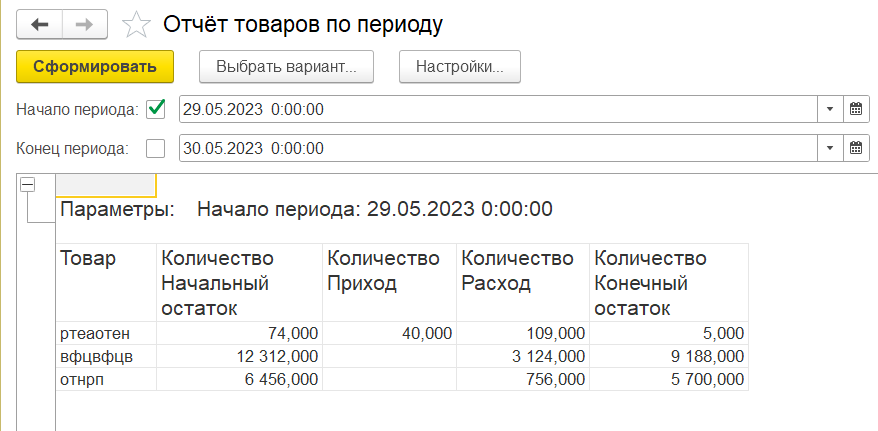 Отчёт товаров по периоду
Сформировать Выбрать вариант... Настройки...
Начало периода: 29.05.2023 0:00:00
Конец периода: 30.05.2023 0:00:00
Параметры: Начало периода: 29.05.2023 0:00:00
Товар Количество Количество Количество Количество
Начальный Приход Расход Конечный
остаток остаток
ртеаотен 74,000 40,000 109,000 5,000
вфцвфцв 12 312,000 3 124,000 9 188,000
отнрп 6 456,000 756,000 5 700,000